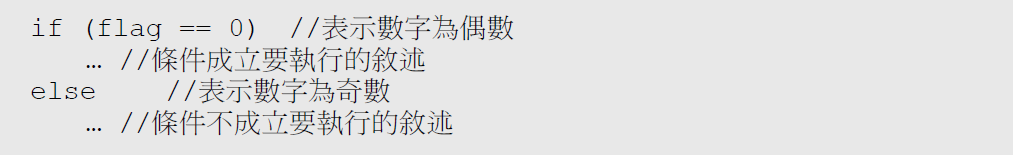 if (flag == 0)  //表示數字為偶數
    … //條件成立要執行的敘述
else    //表示數字為奇數
    … //條件不成立要執行的敘述